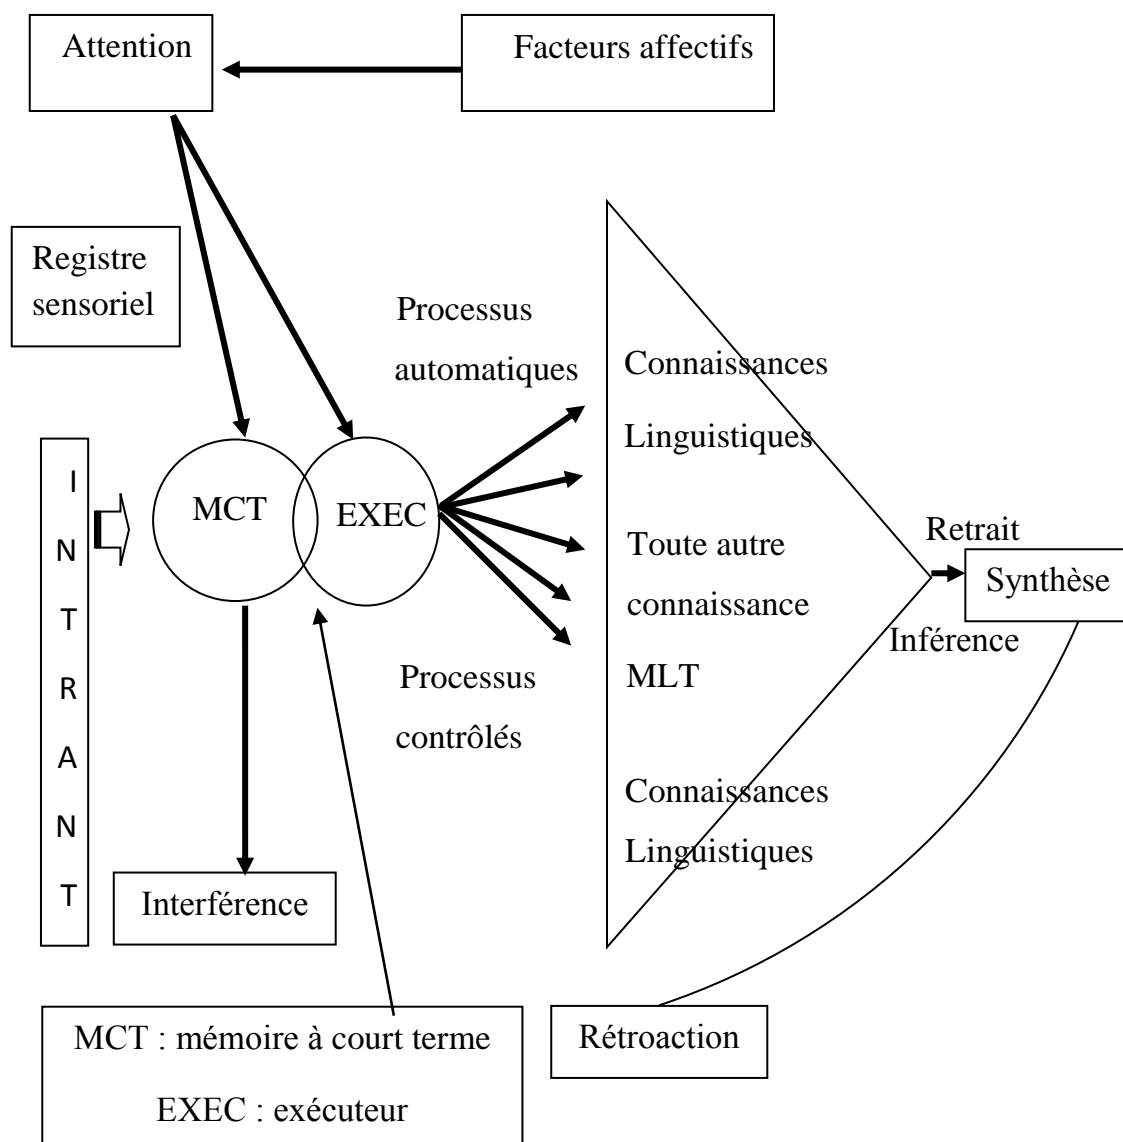 Attention
Facteurs affectifs
Registre
sensoriel
Processus
automatiques
Connaissances
Linguistiques
INTRANT
MCT
EXEC
Toute autre
connaissance
MLT
Retrait
Synthèse
Inférence
Processus
contrôlés
Connaissances
Linguistiques
Interférence
MCT : mémoire à court terme
EXEC : exécuteur
Rétroaction